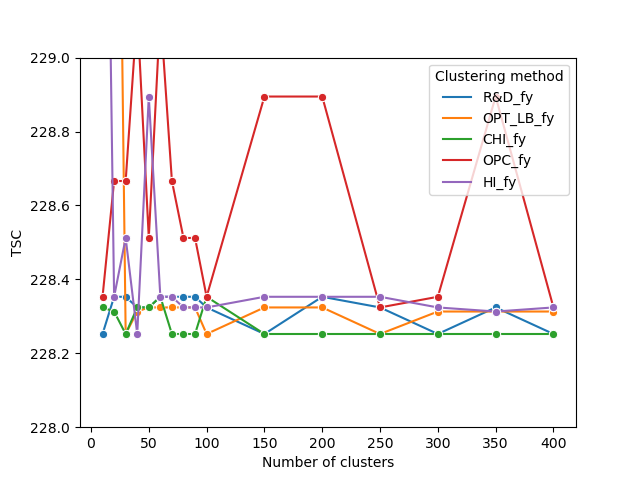 229.0
228.8
228.6
228.4
228.2
228.0
TSC
0
50
100
150
200
250
300
350
400
Number of clusters
Clustering method
R&D_fy
OPT_LB_fy
CHI_fy
OPC_fy
HI_fy